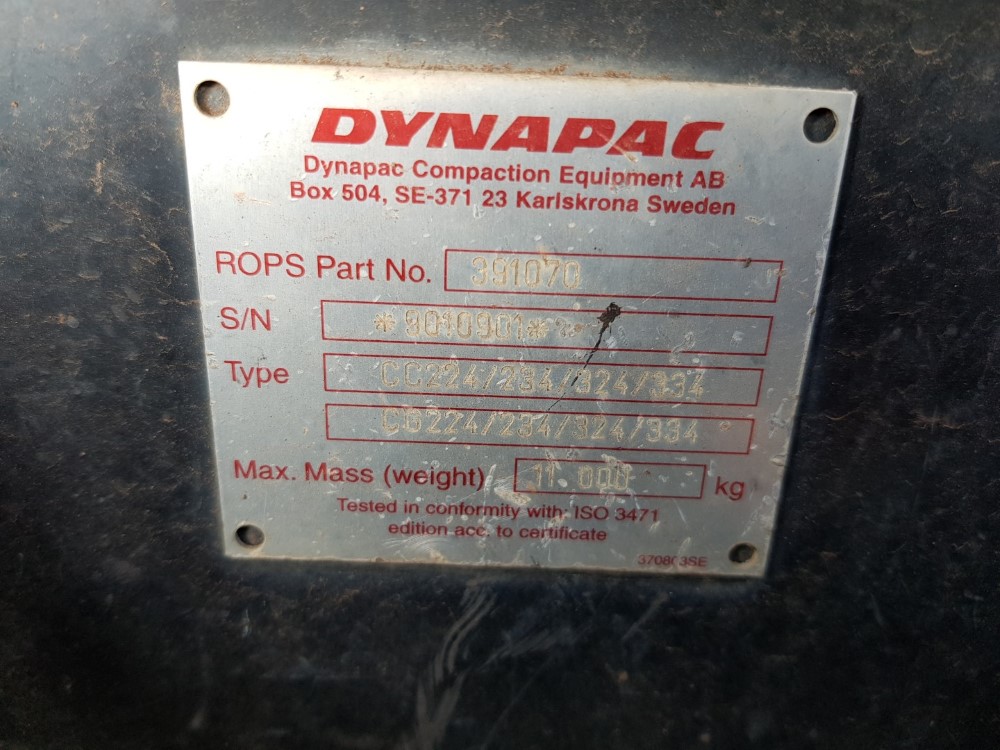 DYNAPAC
Dynapac Compaction Equipment AB
Box 504, SE-371 23 Karlskrona Sweden
ROPS Part No. 391070
S/N *9010901*
Type CC224/234/324/334
CG224/234/324/334
Max. Mass (weight) 11 000 kg
Tested in conformity with ISO 3471
edition acc. to certificate
370803SE